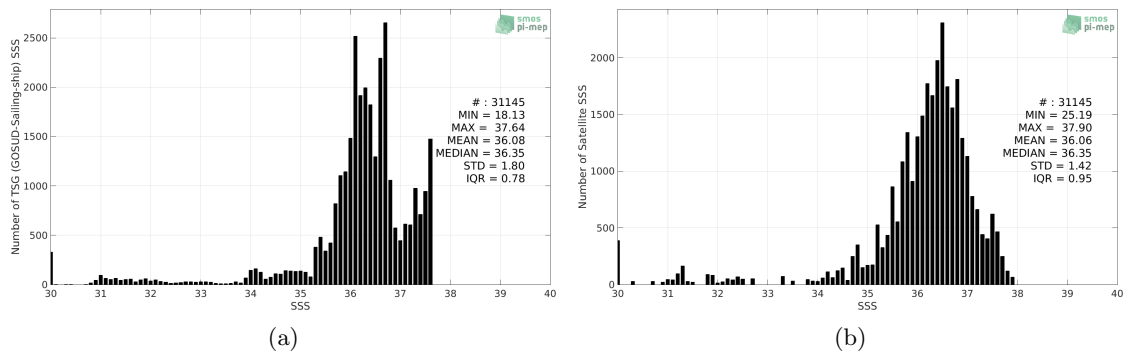 smos
pi-mep
Number of TSG (GOSUD-Sailing-ship) SSS
2500
2000
1500
1000
500
0
# : 31145
MIN = 18.13
MAX = 37.64
MEAN = 36.08
MEDIAN = 36.35
STD = 1.80
IQR = 0.78
30 31 32 33 34 35 36 37 38 39 40
SSS
(a)
smos
pi-mep
Number of Satellite SSS
2000
1500
1000
500
0
# : 31145
MIN = 25.19
MAX = 37.90
MEAN = 36.06
MEDIAN = 36.35
STD = 1.42
IQR = 0.95
30 31 32 33 34 35 36 37 38 39 40
SSS
(b)